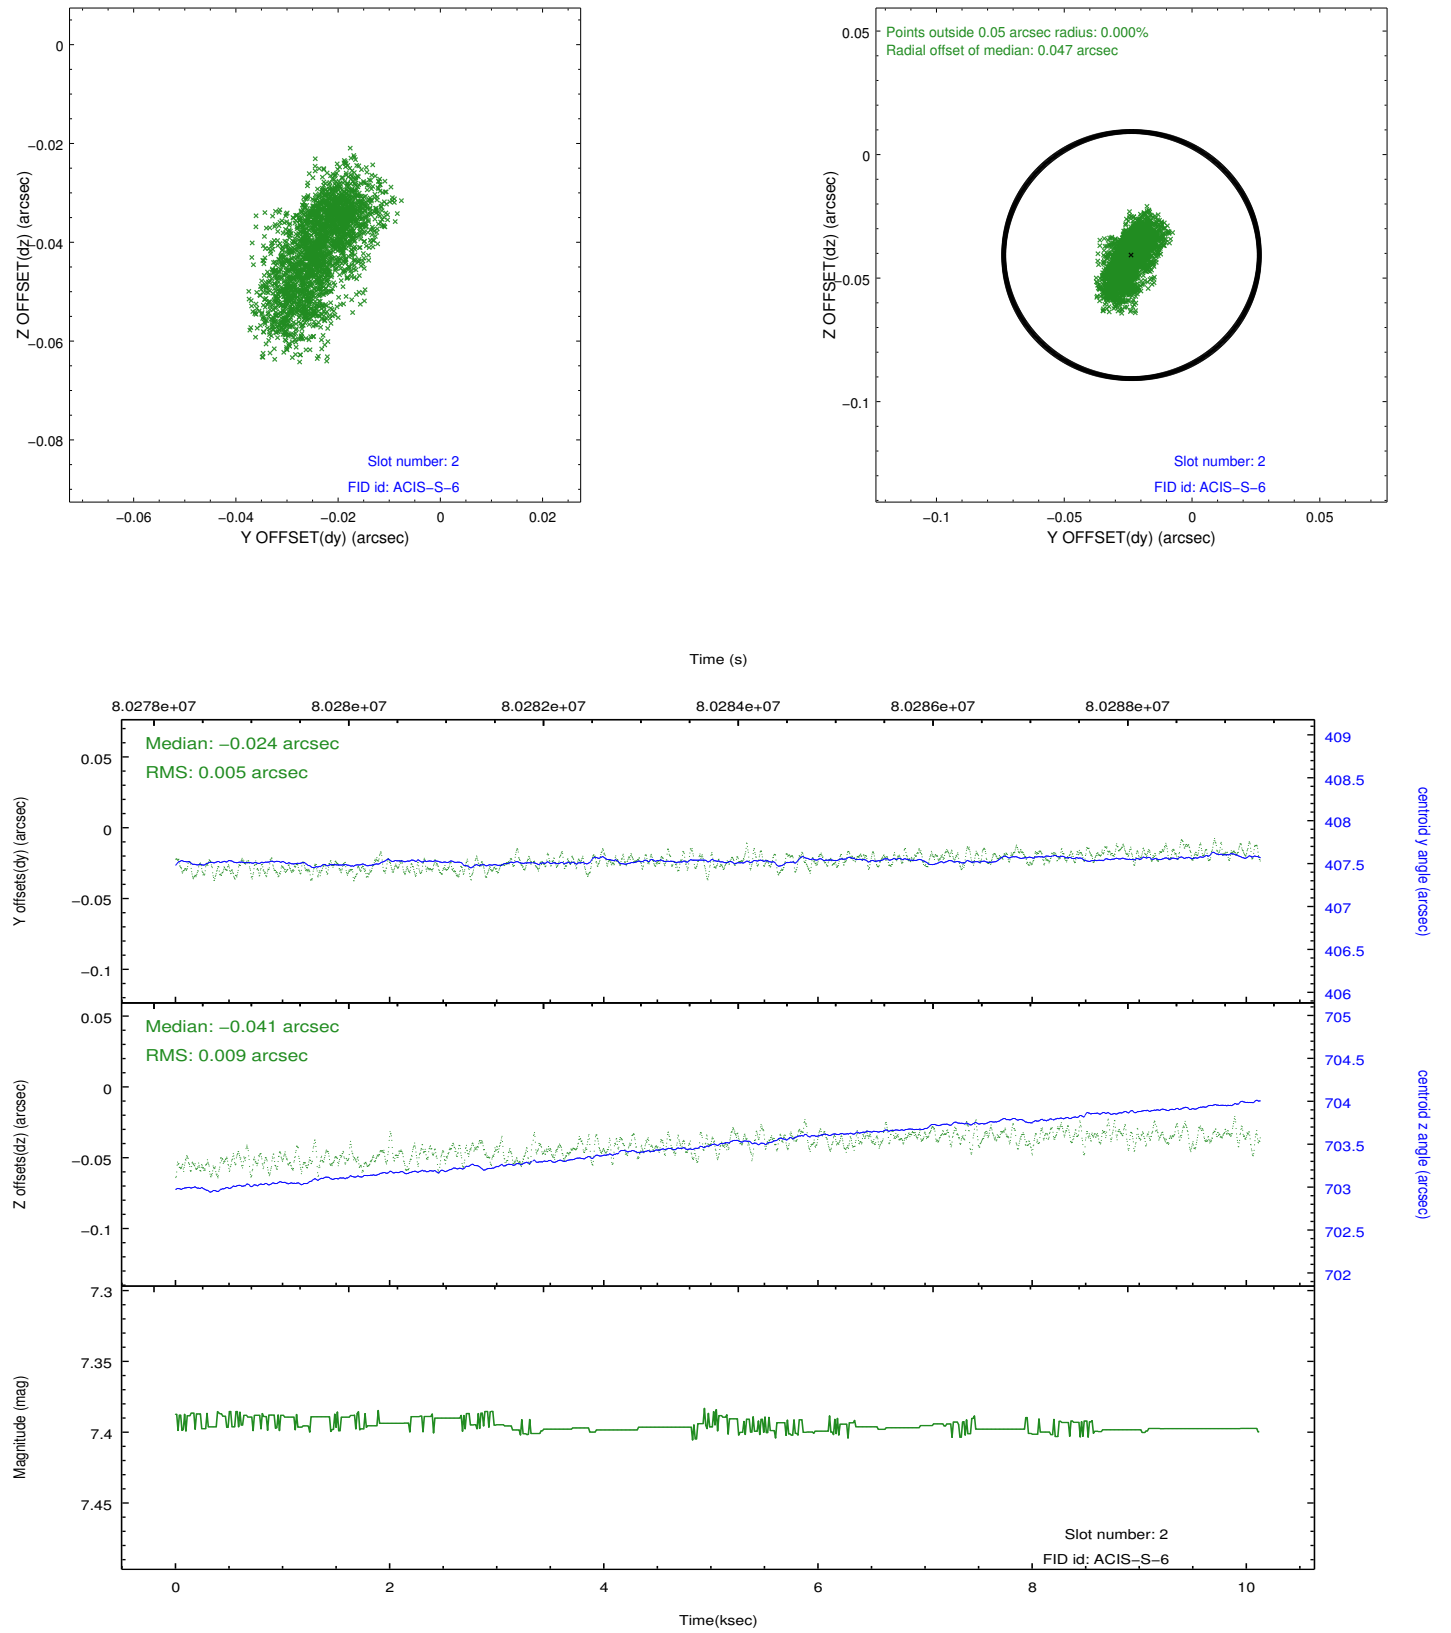 0
−0.02
−0.04
−0.06
−0.08
Z OFFSET(dz) (arcsec)
Slot number: 2
FID id: ACIS−S−6
−0.06
−0.04
−0.02
0
0.02
Y OFFSET(dy) (arcsec)
Points outside 0.05 arcsec radius: 0.000%
Radial offset of median: 0.047 arcsec
0.05
0
−0.05
−0.1
Z OFFSET(dz) (arcsec)
Slot number: 2
FID id: ACIS−S−6
−0.1
−0.05
0
0.05
Y OFFSET(dy) (arcsec)
Time (s)
8.0278e+07
8.028e+07
8.0282e+07
8.0284e+07
8.0286e+07
8.0288e+07
Median: −0.024 arcsec
RMS: 0.005 arcsec
0.05
0
−0.05
−0.1
Y offsets(dy) (arcsec)
409
408.5
408
407.5
407
406.5
406
centroid y angle (arcsec)
Median: −0.041 arcsec
RMS: 0.009 arcsec
0.05
0
−0.05
−0.1
Z offsets(dz) (arcsec)
705
704.5
704
703.5
703
702.5
702
centroid z angle (arcsec)
7.3
7.35
7.4
7.45
Magnitude (mag)
Slot number: 2
FID id: ACIS−S−6
0
2
4
6
8
10
Time(ksec)